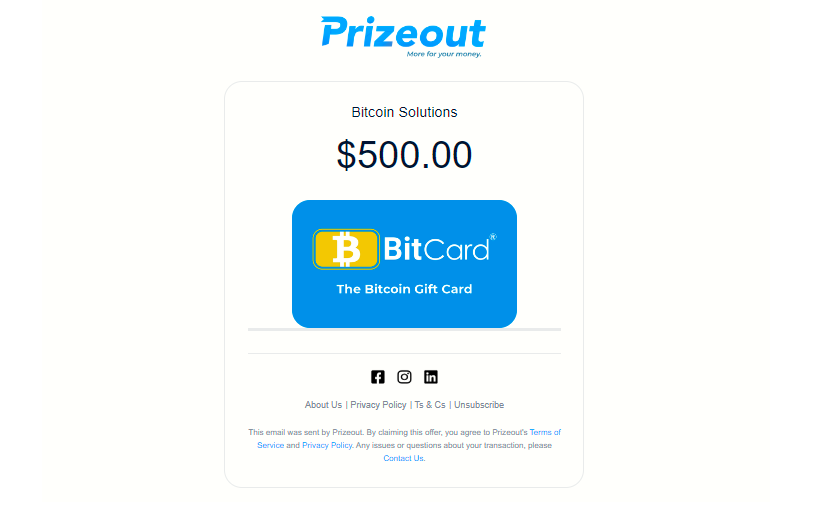 Prizeout
More for your money.
Bitcoin Solutions
$500.00
BitCard®
The Bitcoin Gift Card
About Us | Privacy Policy | Ts & Cs | Unsubscribe
This email was sent by Prizeout. By claiming this offer, you agree to Prizeout's Terms of
Service and Privacy Policy. Any issues or questions about your transaction, please
Contact Us.